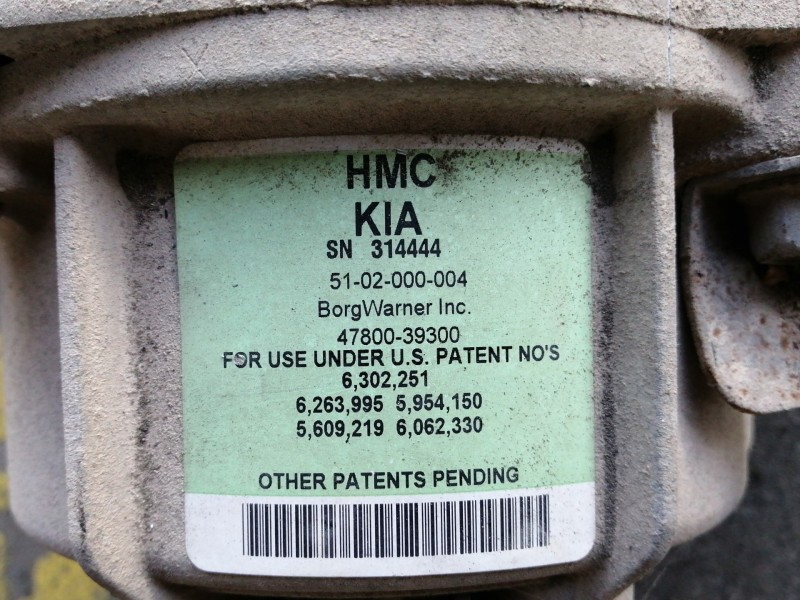 HMC
KIA
SN 314444
51-02-000-004
BorgWarner Inc.
47800-39300
FOR USE UNDER U.S. PATENT NO'S
6,302,251
6,263,995 5,954,150
5,609,219 6,062,330
OTHER PATENTS PENDING